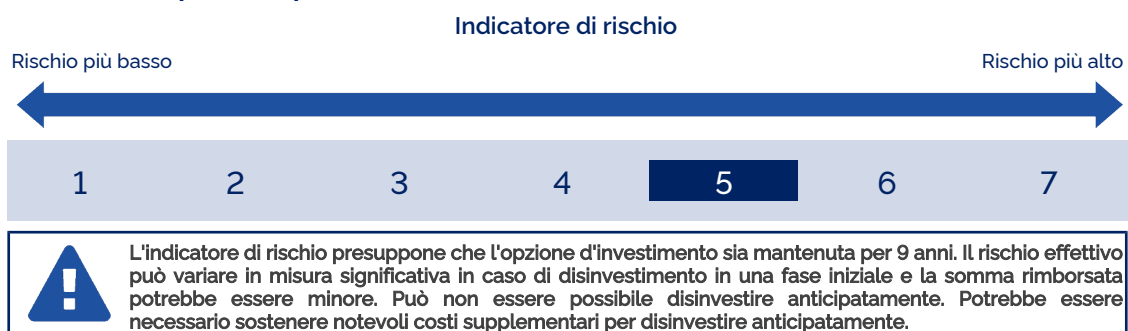 Indicatore di rischio
Rischio più basso
Rischio più alto
1 2 3 4 5 6 7
L'indicatore di rischio presuppone che l'opzione d'investimento sia mantenuta per 9 anni. Il rischio effettivo
può variare in misura significativa in caso di disinvestimento in una fase iniziale e la somma rimborsata
potrebbe essere minore. Può non essere possibile disinvestire anticipatamente. Potrebbe essere
necessario sostenere notevoli costi supplementari per disinvestire anticipatamente.